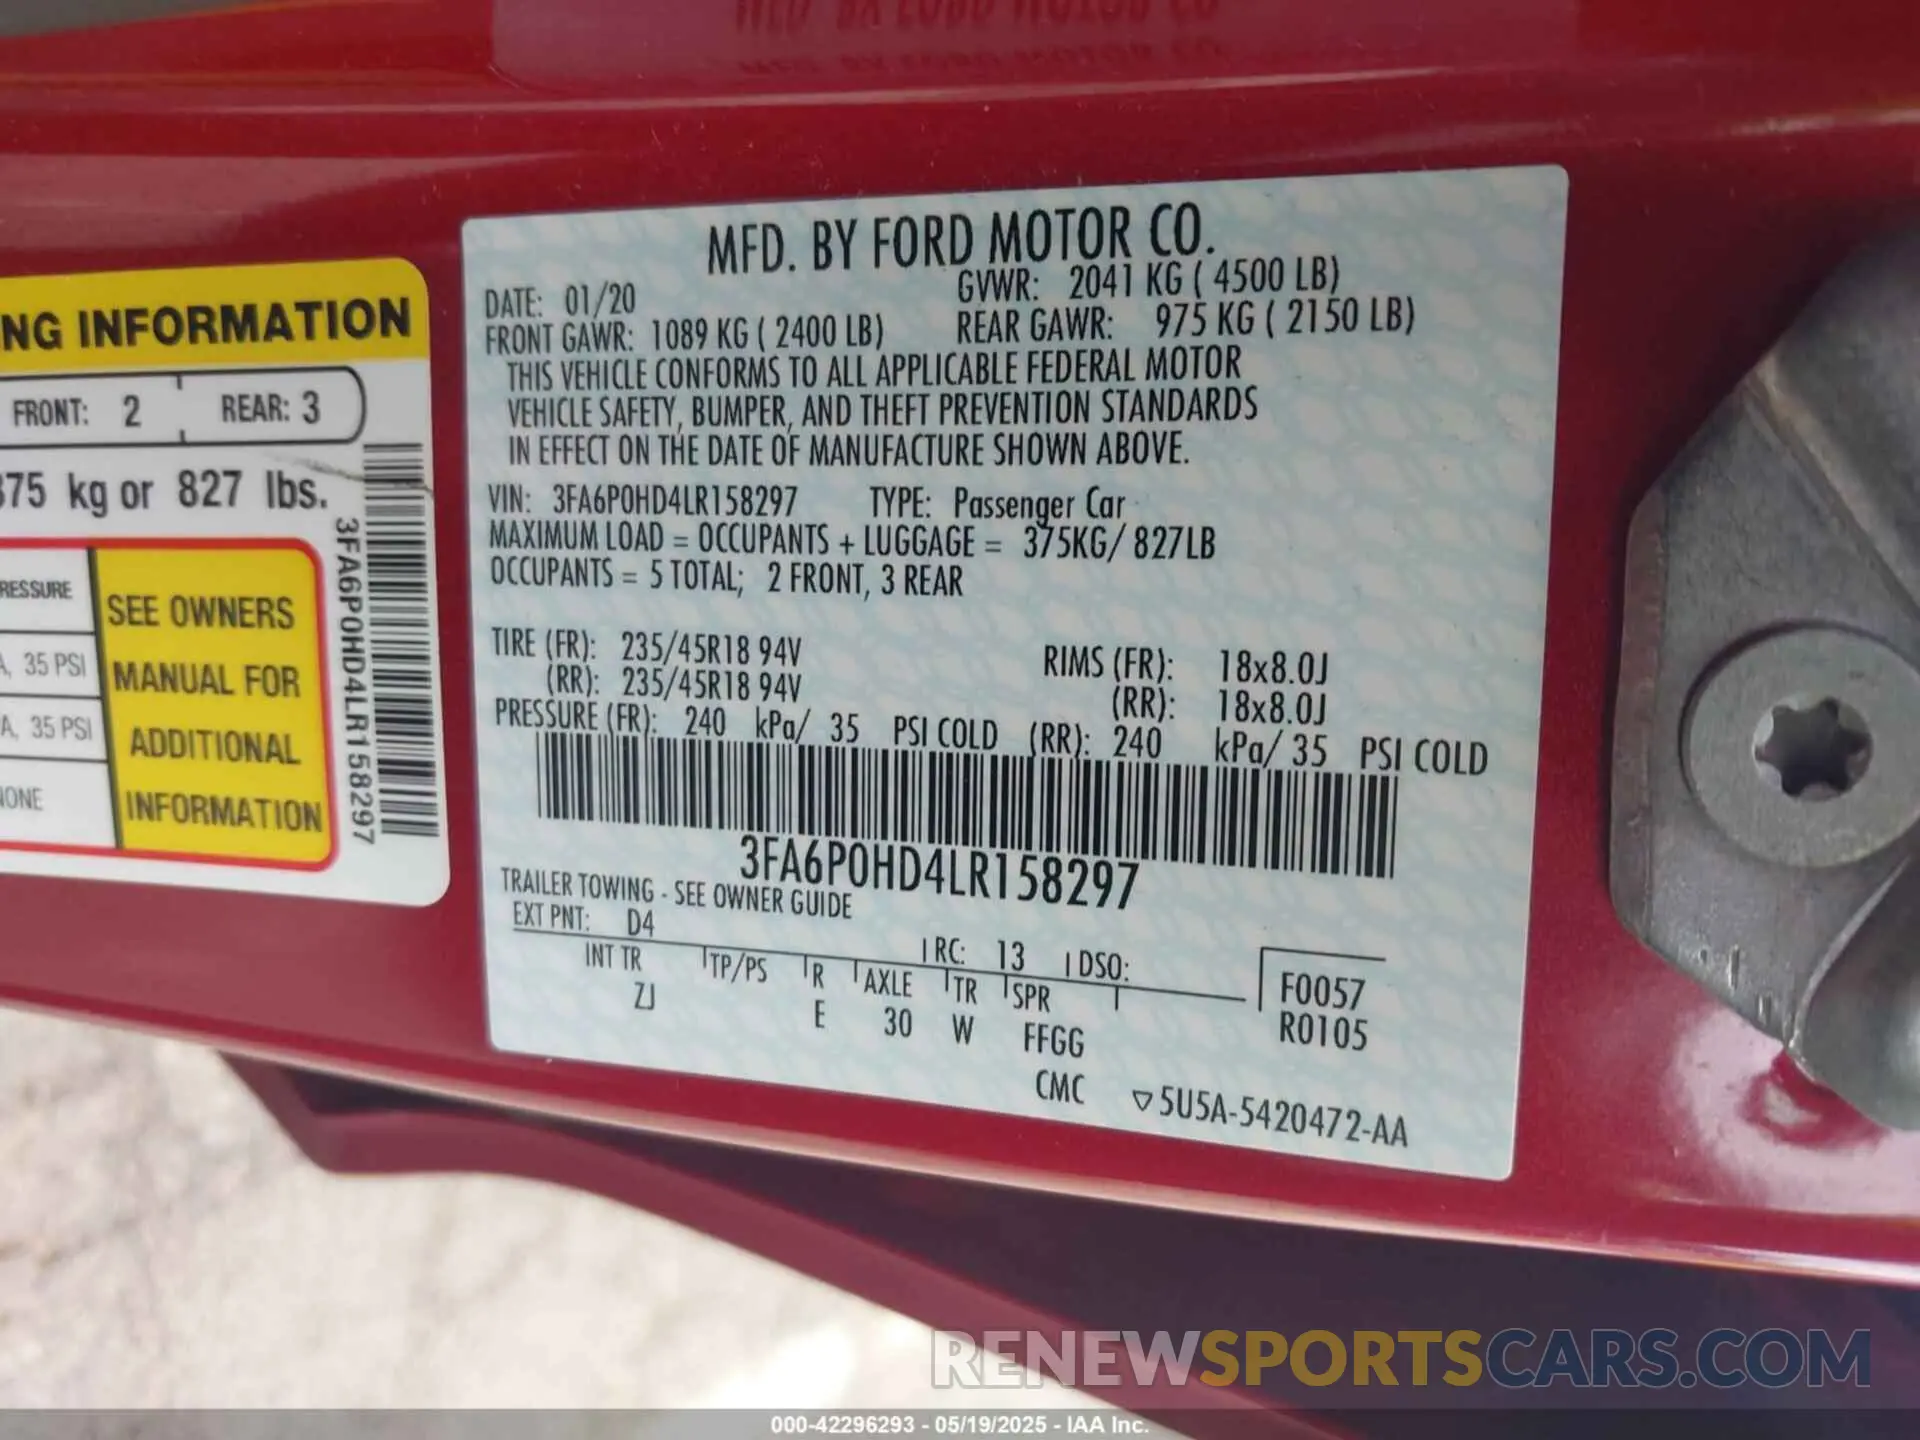 MFD. BY FORD MOTOR CO.
DATE: 01/20
GVWR: 2041 KG ( 4500 LB)
FRONT GAWR: 1089 KG ( 2400 LB)
REAR GAWR: 975 KG ( 2150 LB)
THIS VEHICLE CONFORMS TO ALL APPLICABLE FEDERAL MOTOR
VEHICLE SAFETY, BUMPER, AND THEFT PREVENTION STANDARDS
IN EFFECT ON THE DATE OF MANUFACTURE SHOWN ABOVE.
VIN: 3FA6P0HD4LR158297 TYPE: Passenger Car
MAXIMUM LOAD = OCCUPANTS + LUGGAGE = 375KG/ 827LB
OCCUPANTS = 5 TOTAL; 2 FRONT, 3 REAR
TIRE (FR): 235/45R18 94V RIMS (FR): 18x8.0J
(RR): 235/45R18 94V (RR): 18x8.0J
PRESSURE (FR): 240 kPa/ 35 PSI COLD (RR): 240 kPa/ 35 PSI COLD
3FA6P0HD4LR158297
TRAILER TOWING - SEE OWNER GUIDE
EXT PNT: D4 RC: 13 DSO:
INT TR TP/PS R AXLE TR SPR
ZJ E 30 W FFGG
F0057
R0105
CMC
5U5A-5420472-AA
NG INFORMATION
FRONT: 2 REAR: 3
375 kg or 827 lbs.
RESSURE
A, 35 PSI
A, 35 PSI
NONE
SEE OWNERS
MANUAL FOR
ADDITIONAL
INFORMATION
3FA6P0HD4LR158297
RENEWSPORTSCARS.COM
000-42296293 - 05/19/2025 - IAA Inc.